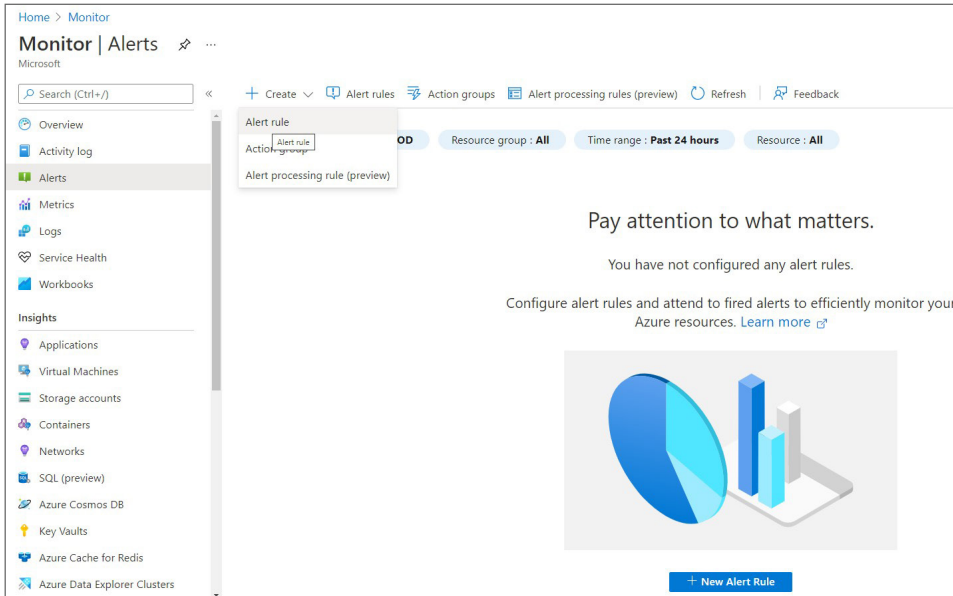 Home > Monitor
Monitor | Alerts ...
Microsoft
Search (Ctrl+/) «
+ Create Alert rules Action groups Alert processing rules (preview) Refresh Feedback
Overview
Activity log
Alerts
Metrics
Logs
Service Health
Workbooks
Insights
Applications
Virtual Machines
Storage accounts
Containers
Networks
SQL (preview)
Azure Cosmos DB
Key Vaults
Azure Cache for Redis
Azure Data Explorer Clusters
Alert rule
Alert rule
Action group
Alert processing rule (preview)
OD Resource group : All Time range : Past 24 hours Resource : All
Pay attention to what matters.
You have not configured any alert rules.
Configure alert rules and attend to fired alerts to efficiently monitor your
Azure resources. Learn more
+ New Alert Rule